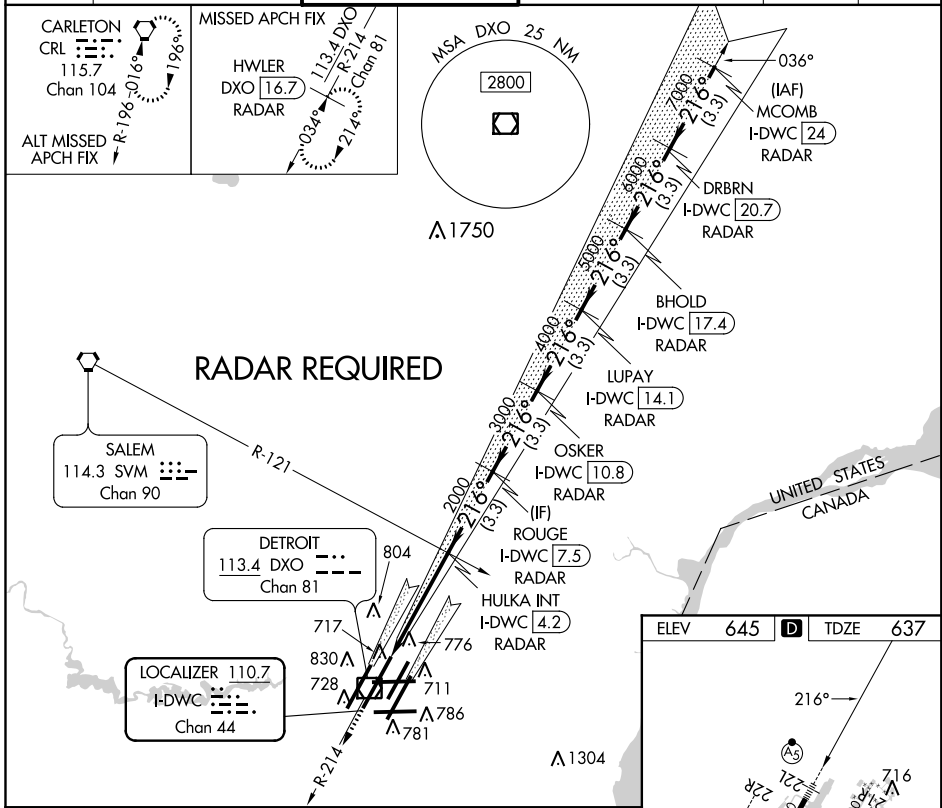 CARLETON
CRL
115.7
Chan 104
R-196
016°
196°
ALT MISSED
APCH FIX
MISSED APCH FIX
113.4 DXO
R-214
Chan 81
HWLER
DXO 16.7
RADAR
034°
214°
MSA DXO 25 NM
2800
1750
036°
(IAF)
MCOMB
I-DWC 24
RADAR
7000
216°
(3.3)
DRBRN
I-DWC 20.7
RADAR
6000
216°
(3.3)
BHOLD
I-DWC 17.4
RADAR
5000
216°
(3.3)
LUPAY
I-DWC 14.1
RADAR
4000
216°
(3.3)
OSKER
I-DWC 10.8
RADAR
3000
216°
(3.3)
(IF)
ROUGE
I-DWC 7.5
RADAR
2000
216°
(3.3)
HULKA INT
I-DWC 4.2
RADAR
RADAR REQUIRED
SALEM
114.3 SVM
Chan 90
R-121
UNITED STATES
CANADA
DETROIT
113.4 DXO
Chan 81
804
717
776
830
728
711
786
781
LOCALIZER 110.7
I-DWC
Chan 44
R-214
1304
ELEV 645 D TDZE 637
216°
A5
22R
22L
716